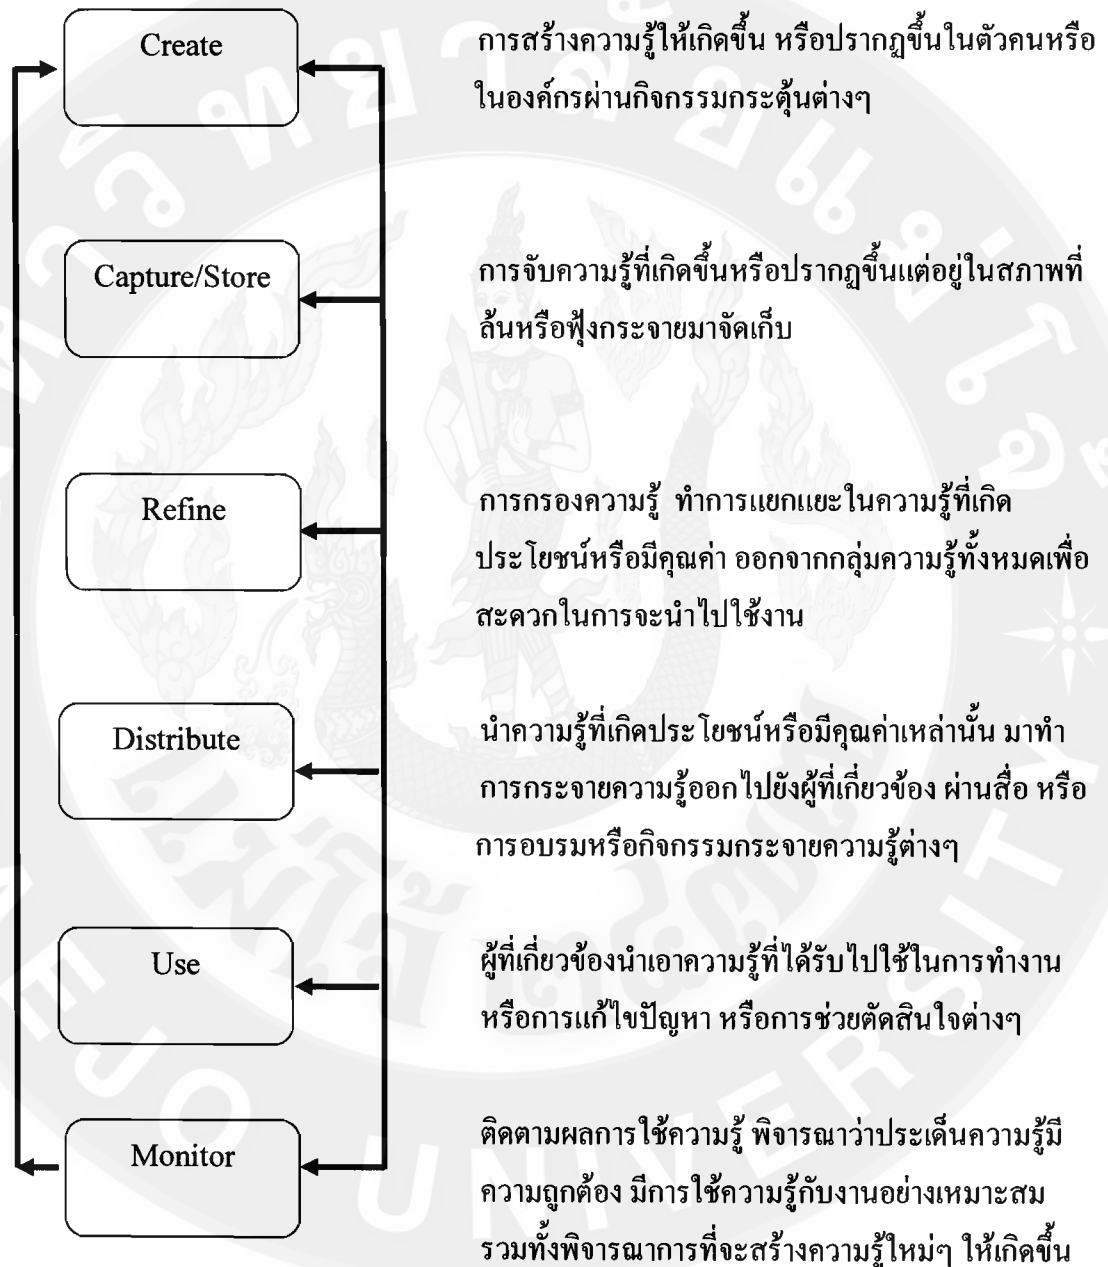 Create
การสร้างความรู้ให้เกิดขึ้น หรือปรากฏขึ้นในตัวคนหรือ
ในองค์กรผ่านกิจกรรมกระตุ้นต่างๆ
Capture/Store
การจับความรู้ที่เกิดขึ้นหรือปรากฏขึ้นแต่อยู่ในสภาพที่
ล้นหรือฟุ้งกระจายมาจัดเก็บ
Refine
การกรองความรู้ ทำการแยกแยะในความรู้ที่เกิด
ประโยชน์หรือมีคุณค่า ออกจากกลุ่มความรู้ทั้งหมดเพื่อ
สะดวกในการจะนำไปใช้งาน
Distribute
นำความรู้ที่เกิดประโยชน์หรือมีคุณค่าเหล่านั้น มาทำ
การกระจายความรู้ออกไปยังผู้ที่เกี่ยวข้อง ผ่านสื่อ หรือ
การอบรมหรือกิจกรรมกระจายความรู้ต่างๆ
Use
ผู้ที่เกี่ยวข้องนำเอาความรู้ที่ได้รับไปใช้ในการทำงาน
หรือการแก้ไขปัญหา หรือการช่วยตัดสินใจต่างๆ
Monitor
ติดตามผลการใช้ความรู้ พิจารณาว่าประเด็นความรู้มี
ความถูกต้อง มีการใช้ความรู้กับงานอย่างเหมาะสม
รวมทั้งพิจารณาการที่จะสร้างความรู้ใหม่ๆ ให้เกิดขึ้น